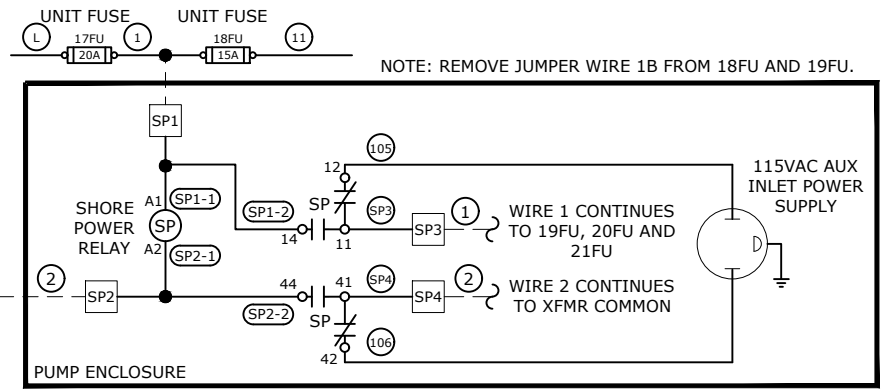 UNIT FUSE
UNIT FUSE
L
17FU
1
18FU
11
20A
15A
NOTE: REMOVE JUMPER WIRE 1B FROM 18FU AND 19FU.
SP1
105
12
115VAC AUX
INLET POWER
SUPPLY
A1
SP1-1
SP1-2
SP
SP3
1
SHORE
POWER
RELAY
SP
14
11
SP3
WIRE 1 CONTINUES
TO 19FU, 20FU AND
21FU
A2
SP2-1
2
44
41
SP4
2
SP2
SP4
WIRE 2 CONTINUES
TO XFMR COMMON
SP2-2
SP
42
106
PUMP ENCLOSURE